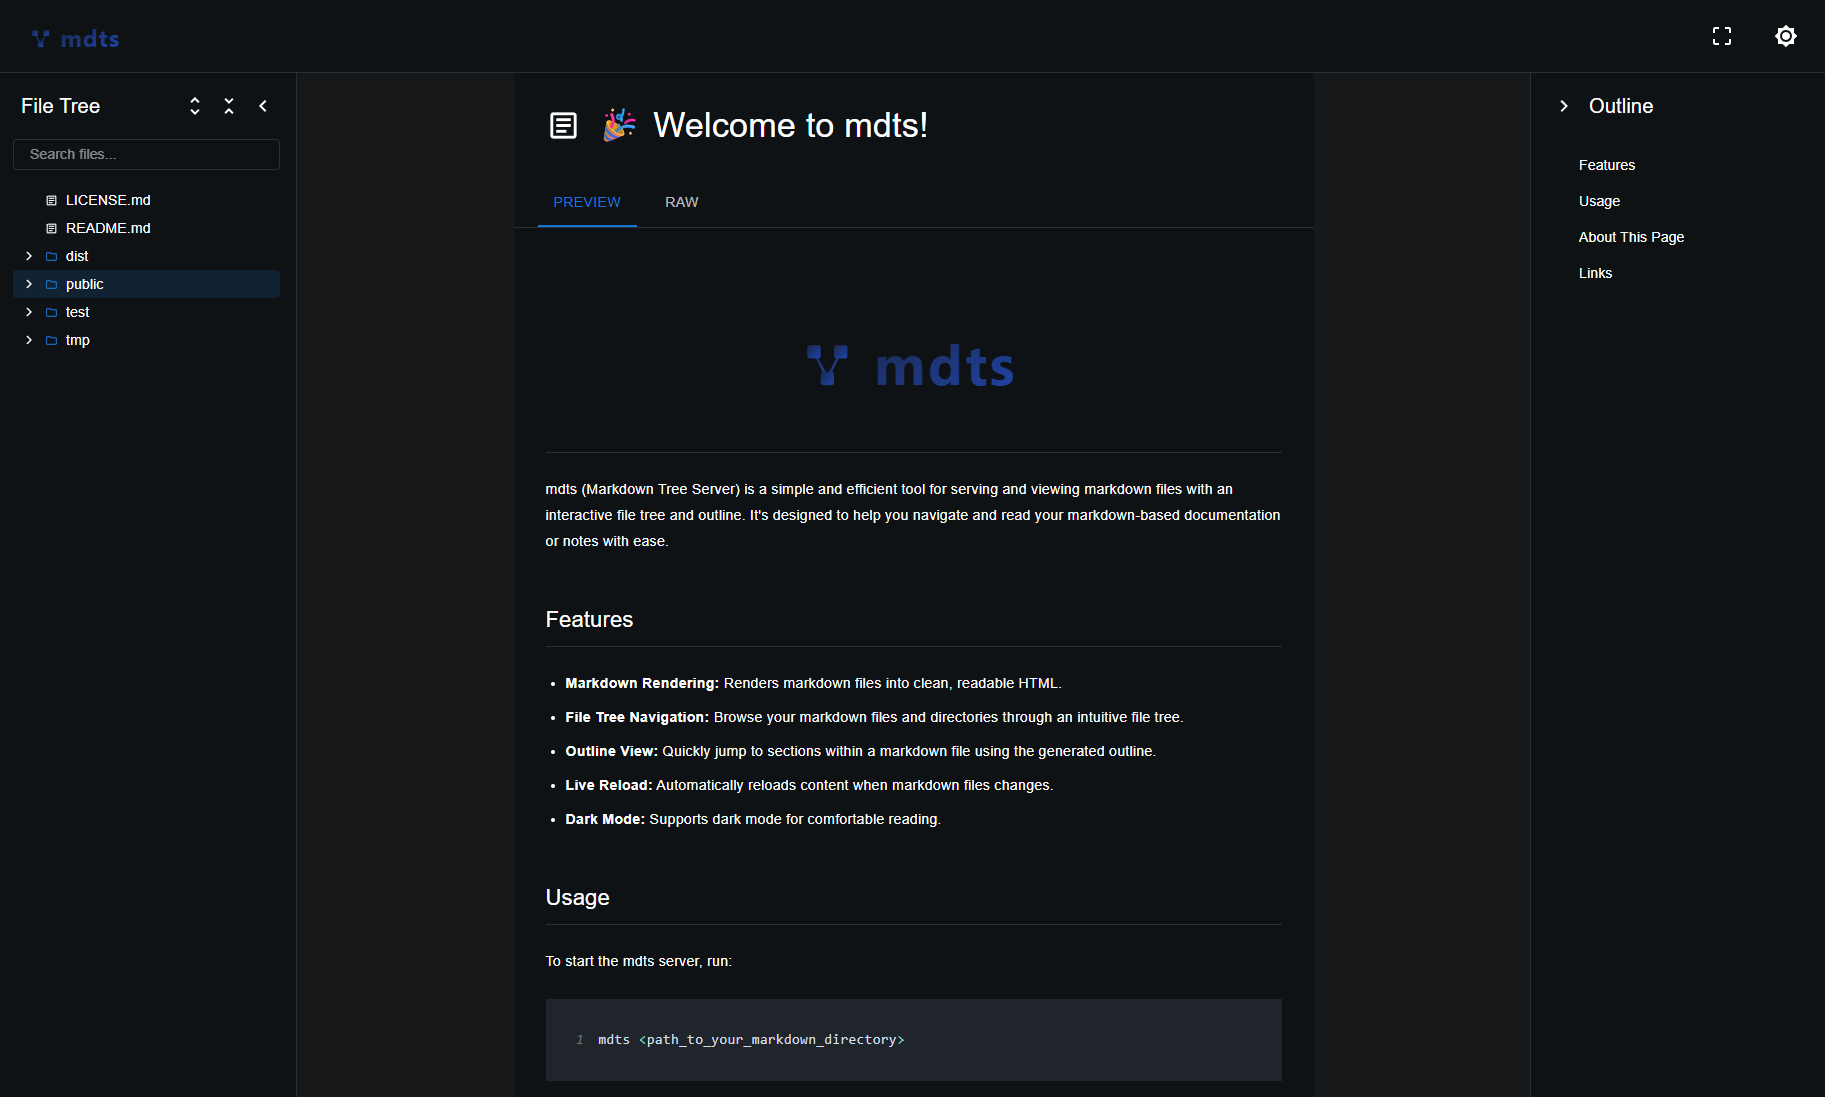 mdts
File Tree
Search files...
LICENSE.md
README.md
dist
public
test
tmp
🎉 Welcome to mdts!
PREVIEW RAW
mdts
mdts (Markdown Tree Server) is a simple and efficient tool for serving and viewing markdown files with an
interactive file tree and outline. It's designed to help you navigate and read your markdown-based documentation
or notes with ease.
Features
• Markdown Rendering: Renders markdown files into clean, readable HTML.
• File Tree Navigation: Browse your markdown files and directories through an intuitive file tree.
• Outline View: Quickly jump to sections within a markdown file using the generated outline.
• Live Reload: Automatically reloads content when markdown files changes.
• Dark Mode: Supports dark mode for comfortable reading.
Usage
To start the mdts server, run:
1 mdts <path_to_your_markdown_directory>
Outline
Features
Usage
About This Page
Links